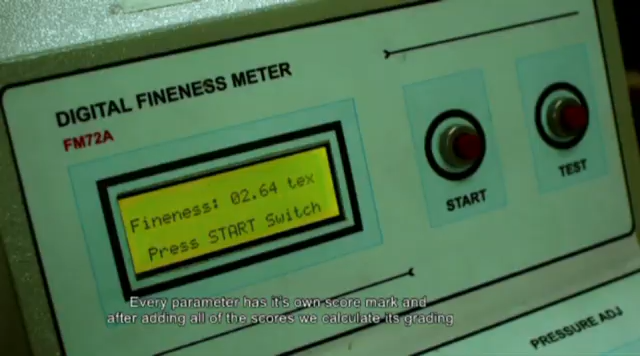 DIGITAL FINENESS METER
FM72A
Fineness: 02.64 tex
Press START Switch
START
TEST
PRESSURE ADJ
Every parameter has it's own-score mark and
after adding all of the scores we calculate its grading